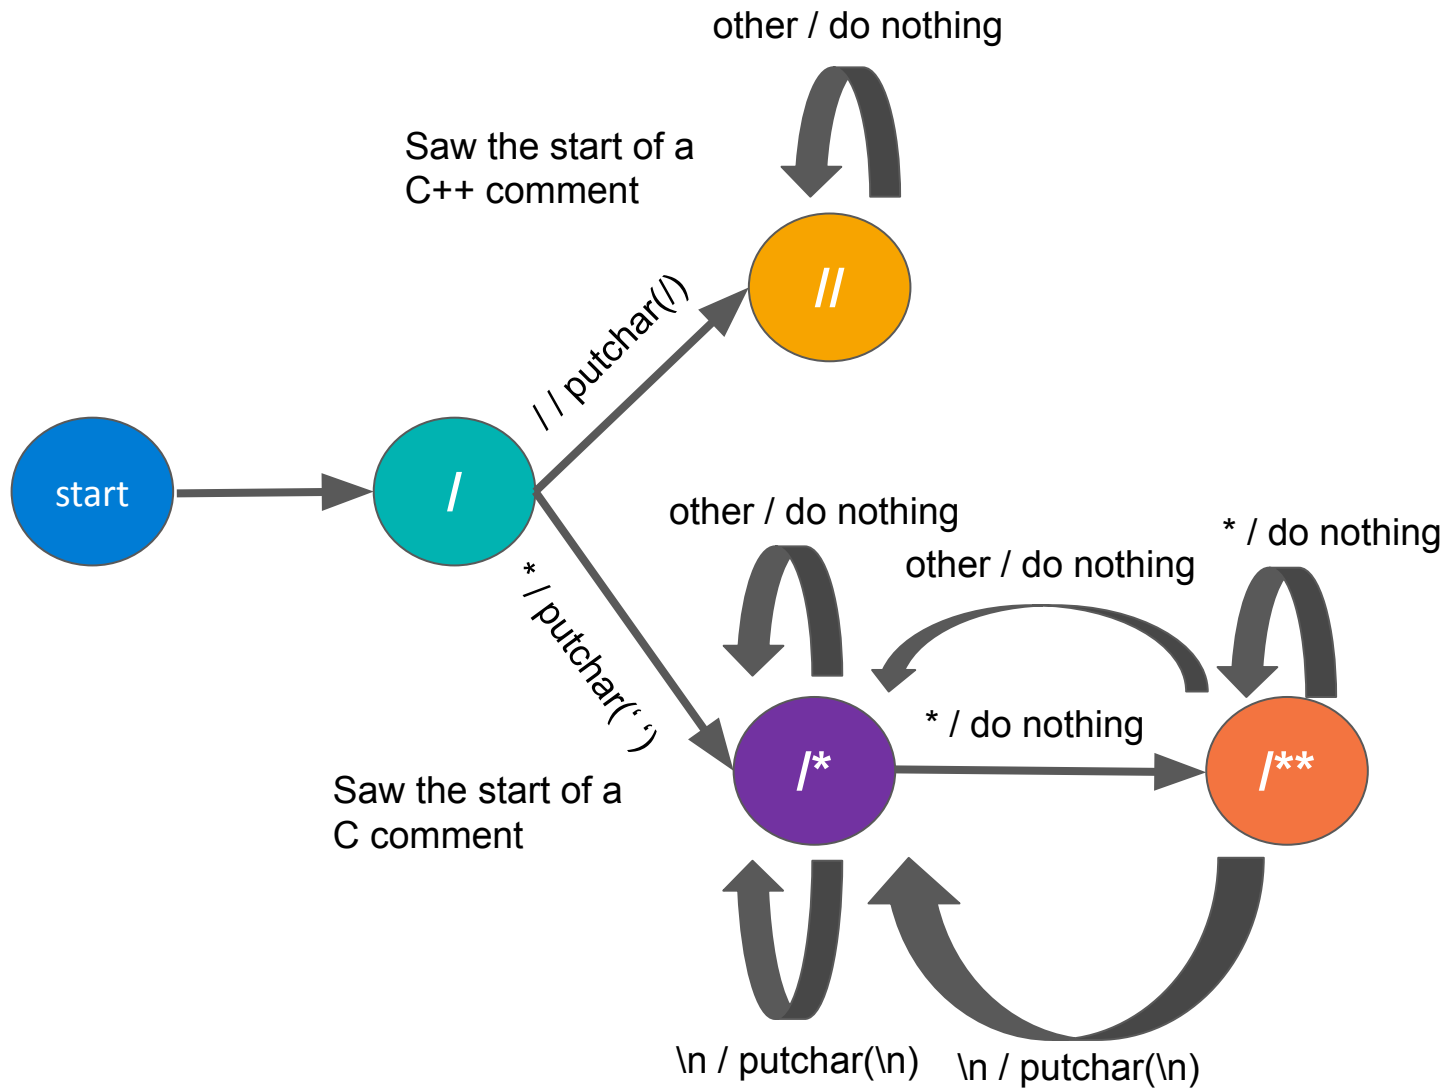 other / do nothing
Saw the start of a
C++ comment
//
/ / putchar(/)
start
/
other / do nothing
* / do nothing
other / do nothing
* / putchar(‘ ‘)
* / do nothing
/*
/**
Saw the start of a
C comment
\n / putchar(\n)
\n / putchar(\n)